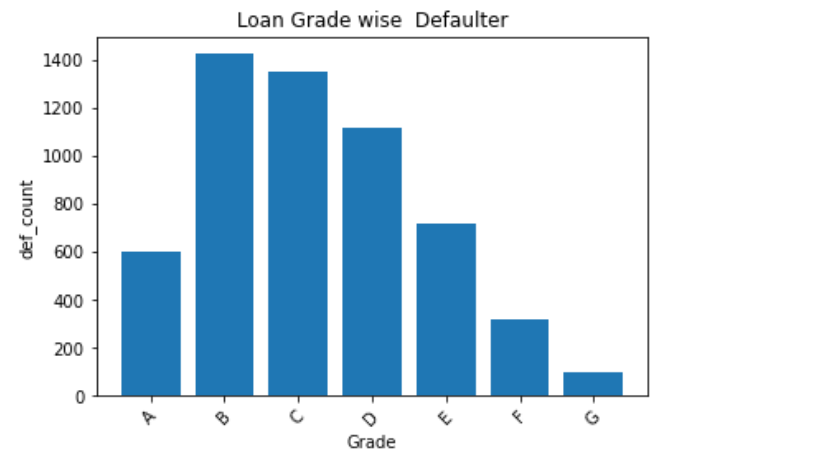 Loan Grade wise  Defaulter
1400
1200
1000
800
600
400
200
0
def_count
A
B
C
D
E
F
G
Grade